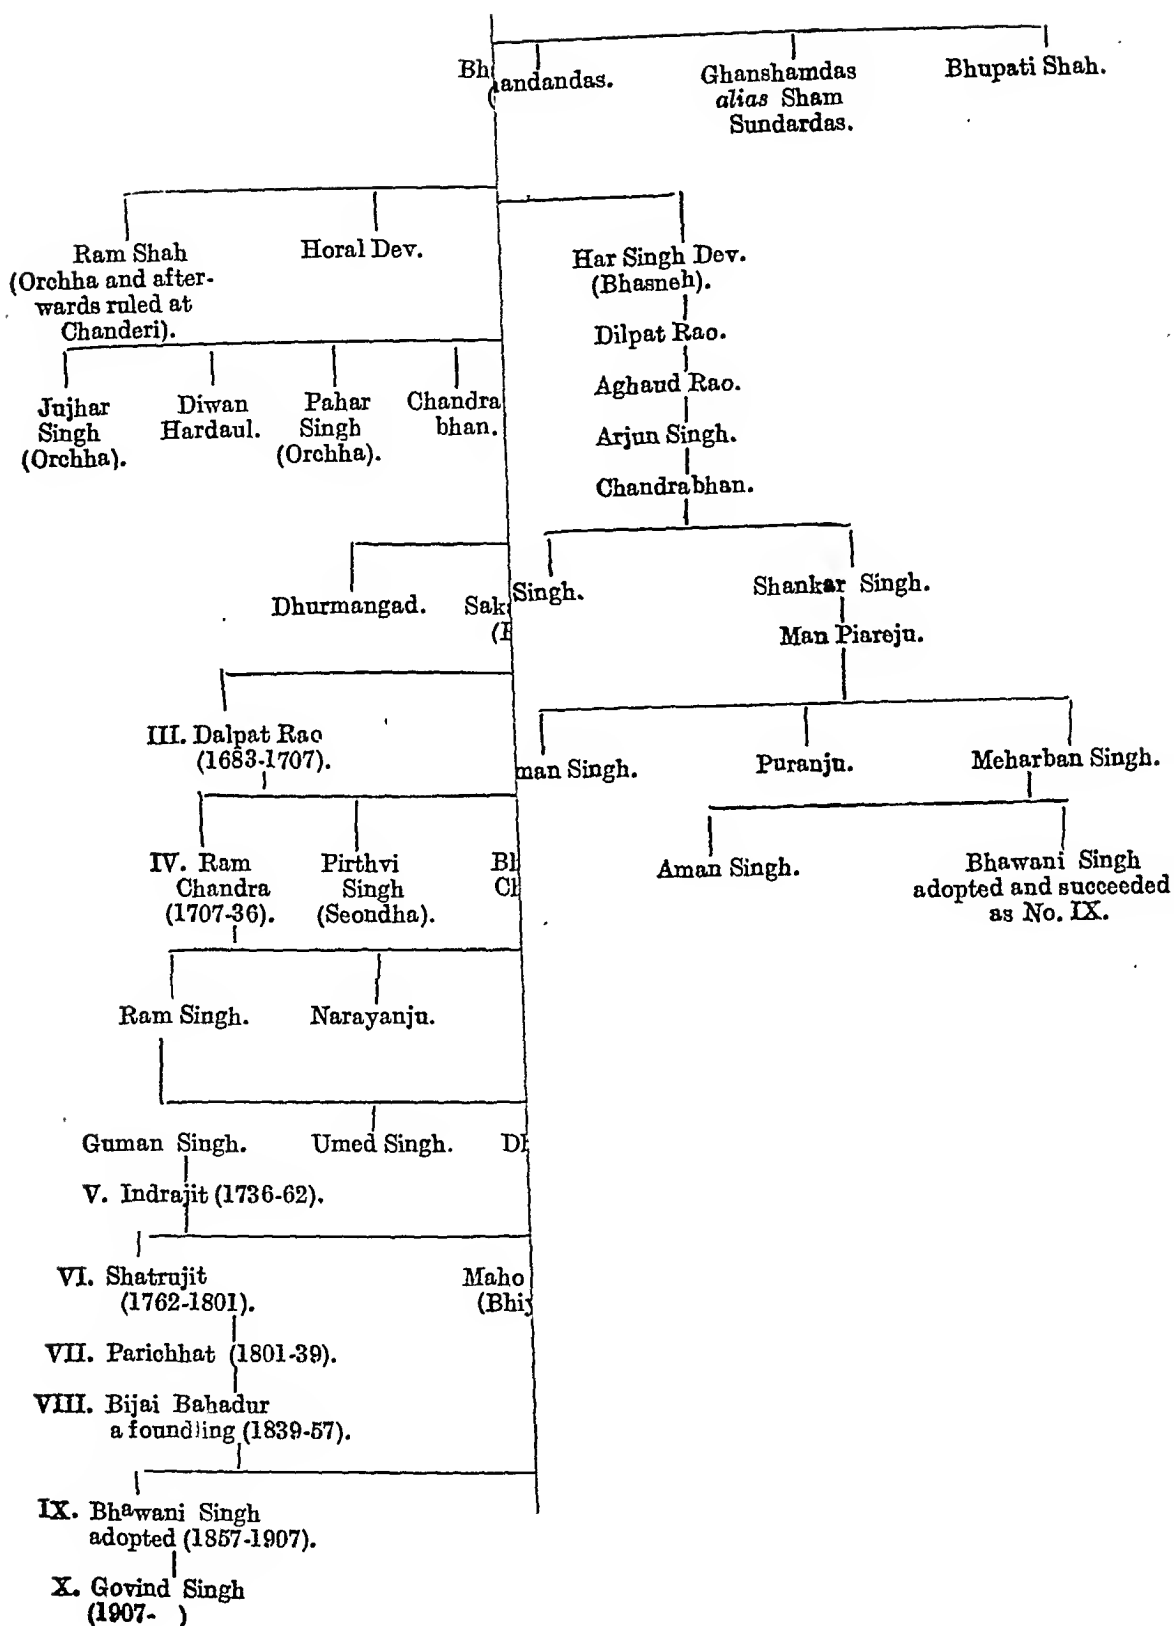 andandas.
Ghanshamdas
alias Sham
Sundardas.
Bhupati Shah.
Ram Shah
(Orchha and after-
wards ruled at
Chanderi).
Horal Dev.
Har Singh Dev.
(Bhasneh).
Dilpat Rao.
Aghaud Rao.
Arjun Singh.
Chandrabhan.
Jujhar
Singh
(Orchha).
Diwan
Hardaul.
Pahar
Singh
(Orchha).
Chandra
bhan.
Dhurmangad.
Sak
Singh.
Shankar Singh.
Man Piareju.
III. Dalpat Rao
(1683-1707).
man Singh.
Puranju.
Meharban Singh.
IV. Ram
Chandra
(1707-36).
Pirthvi
Singh
(Seondha).
Bh
Ch
Aman Singh.
Bhawani Singh
adopted and succeeded
as No. IX.
Ram Singh.
Narayanju.
Guman Singh.
Umed Singh.
Dh
V. Indrajit (1736-62).
VI. Shatrujit
(1762-1801).
Maho
(Bhiy
VII. Parichhat (1801-39).
VIII. Bijai Bahadur
a foundling (1839-57).
IX. Bhawani Singh
adopted (1857-1907).
X. Govind Singh
(1907- )